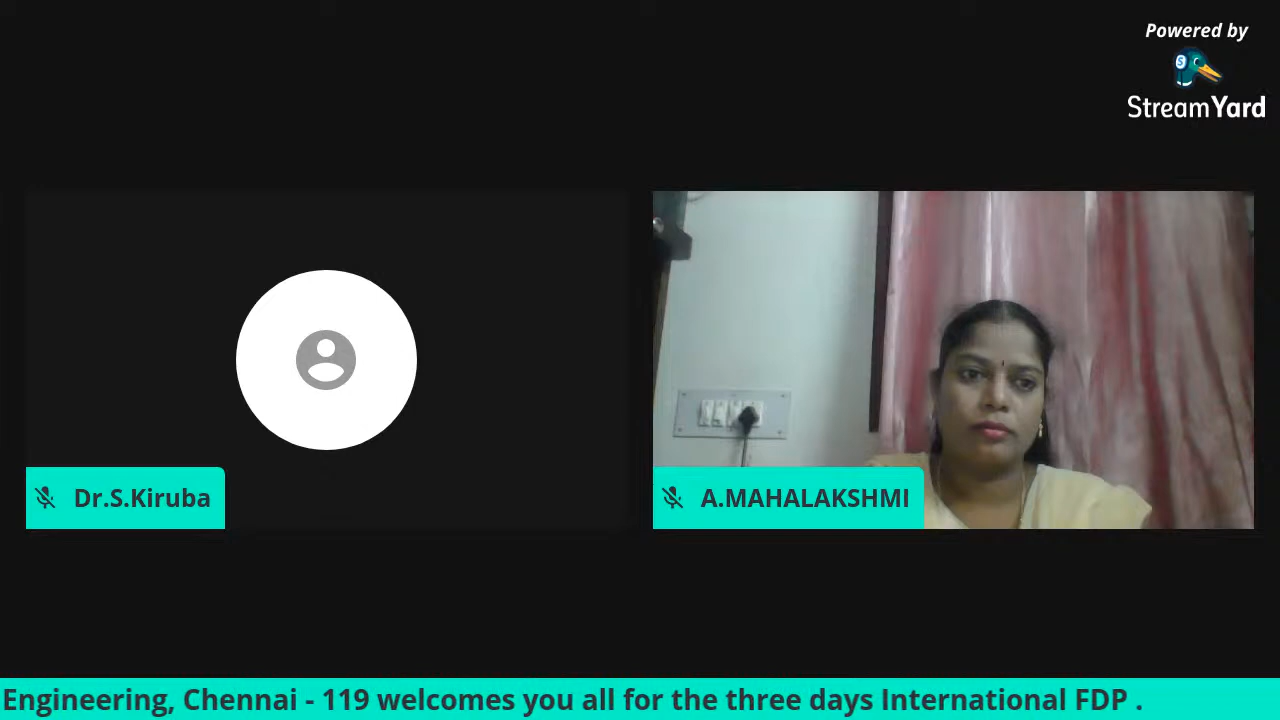 Powered by
StreamYard
Dr.S.Kiruba
A.MAHALAKSHMI
Engineering, Chennai - 119 welcomes you all for the three days International FDP .